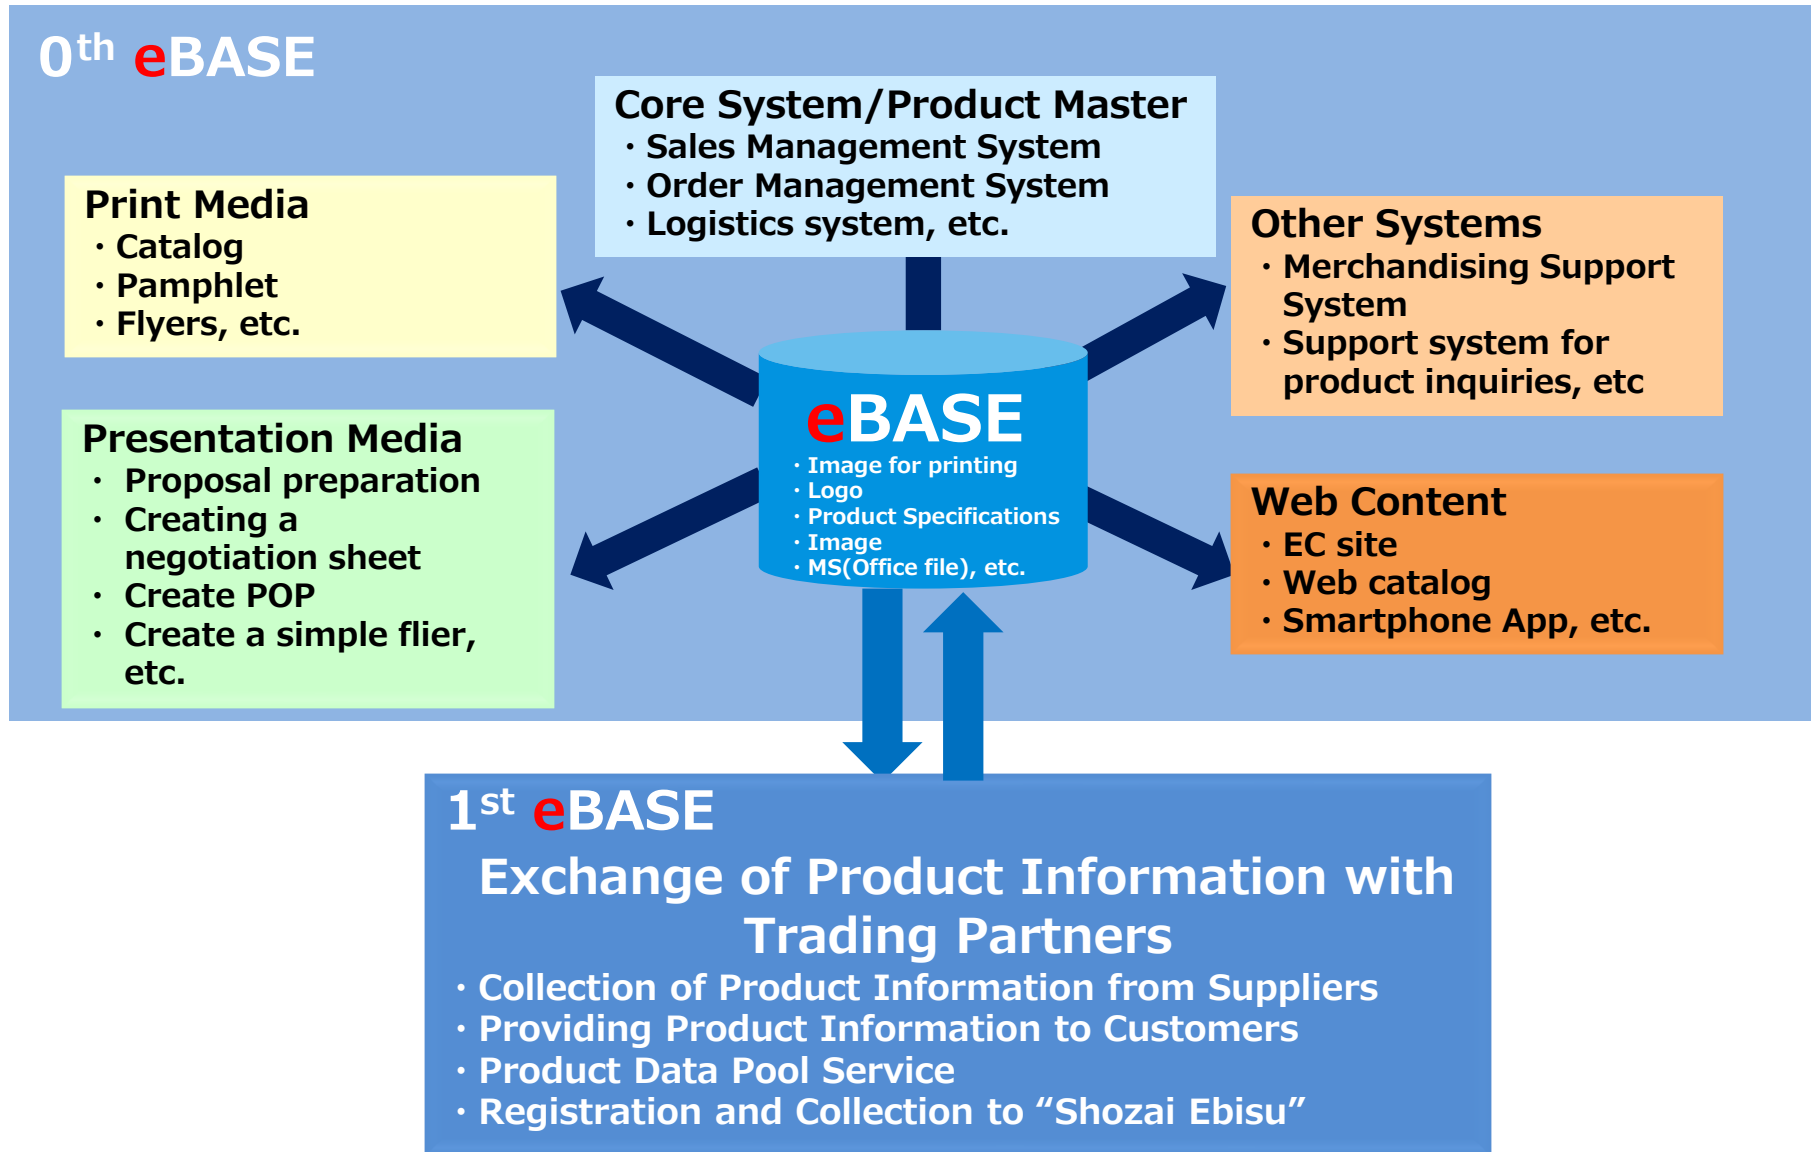 0th eBASE
Core System/Product Master
・Sales Management System
・Order Management System
・Logistics system, etc.
Print Media
・Catalog
・Pamphlet
・Flyers, etc.
Other Systems
・Merchandising Support
System
・Support system for
product inquiries, etc
Presentation Media
・ Proposal preparation
・ Creating a
negotiation sheet
・ Create POP
・ Create a simple flier,
etc.
eBASE
・Image for printing
・Logo
・Product Specifications
・Image
・MS(Office file), etc.
Web Content
・EC site
・Web catalog
・Smartphone App, etc.
1st eBASE
Exchange of Product Information with
Trading Partners
・Collection of Product Information from Suppliers
・Providing Product Information to Customers
・Product Data Pool Service
・Registration and Collection to “Shozai Ebisu”